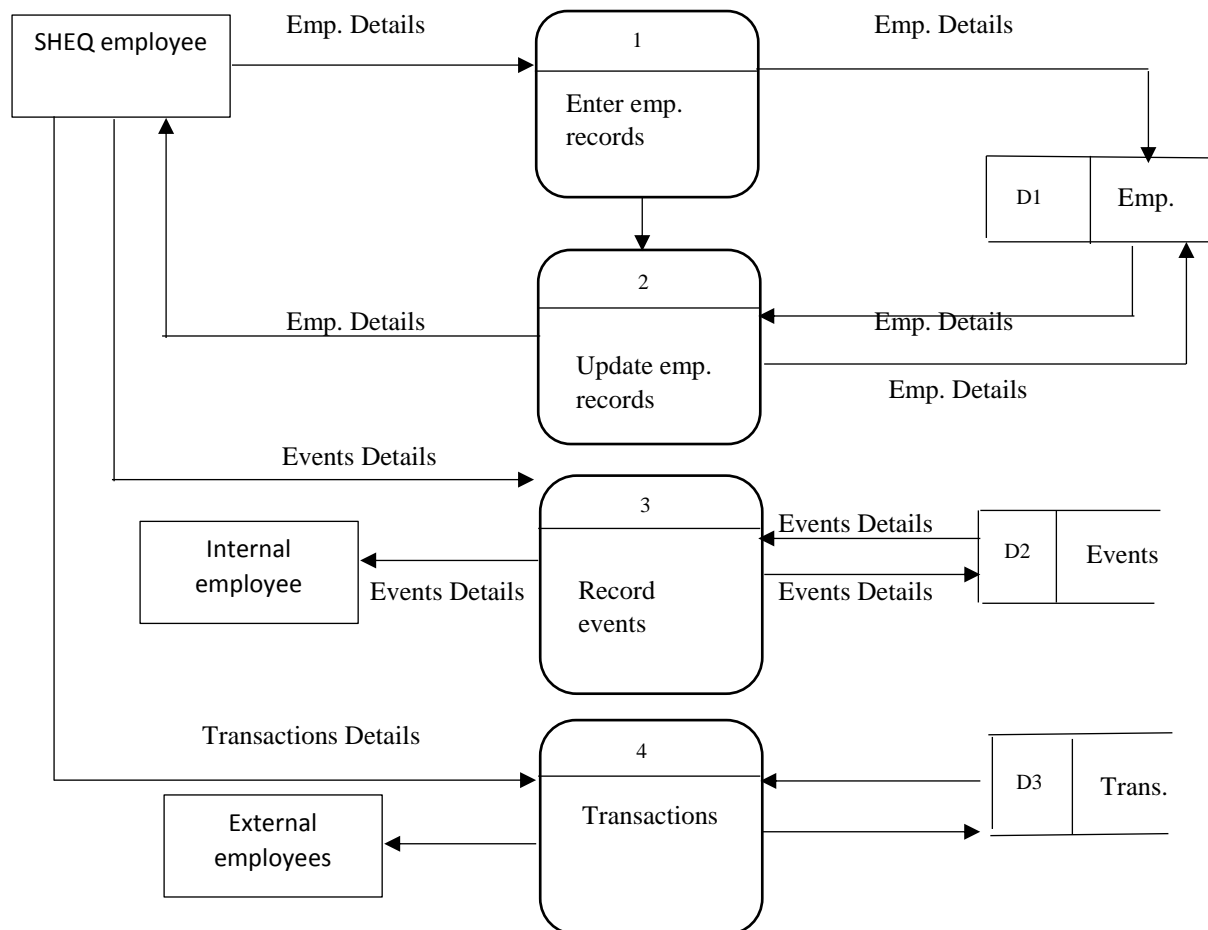 Emp. Details
Emp. Details
SHEQ employee
1
Enter emp.
records
D1
Emp.
2
Emp. Details
Emp. Details
Update emp.
records
Emp. Details
Events Details
3
Events Details
Internal
employee
D2
Events
Events Details
Record
events
Events Details
Transactions Details
4
D3
Trans.
External
employees
Transactions